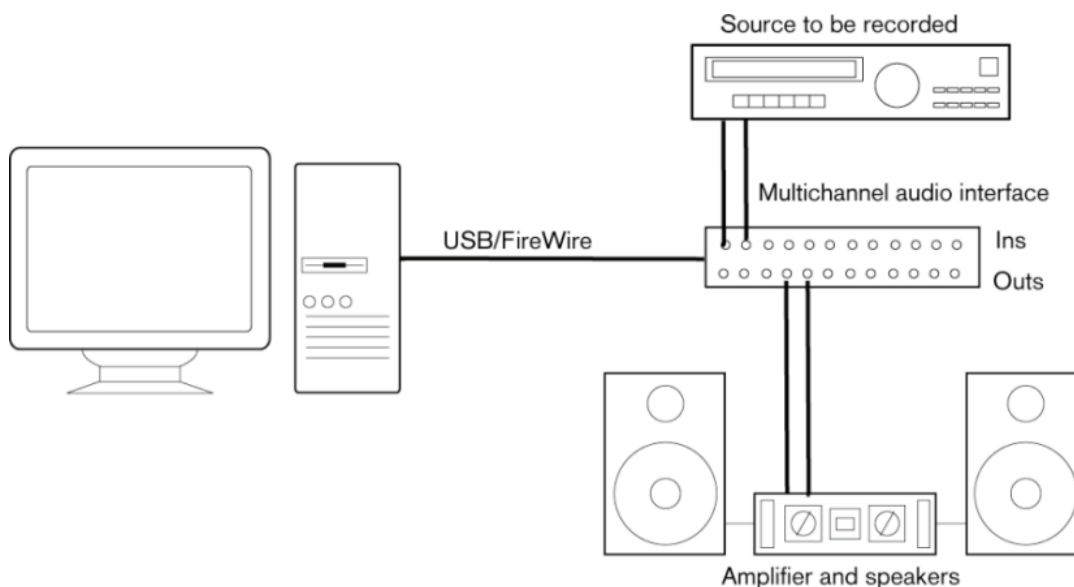 Source to be recorded
Multichannel audio interface
USB/FireWire
Ins
Outs
Amplifier and speakers